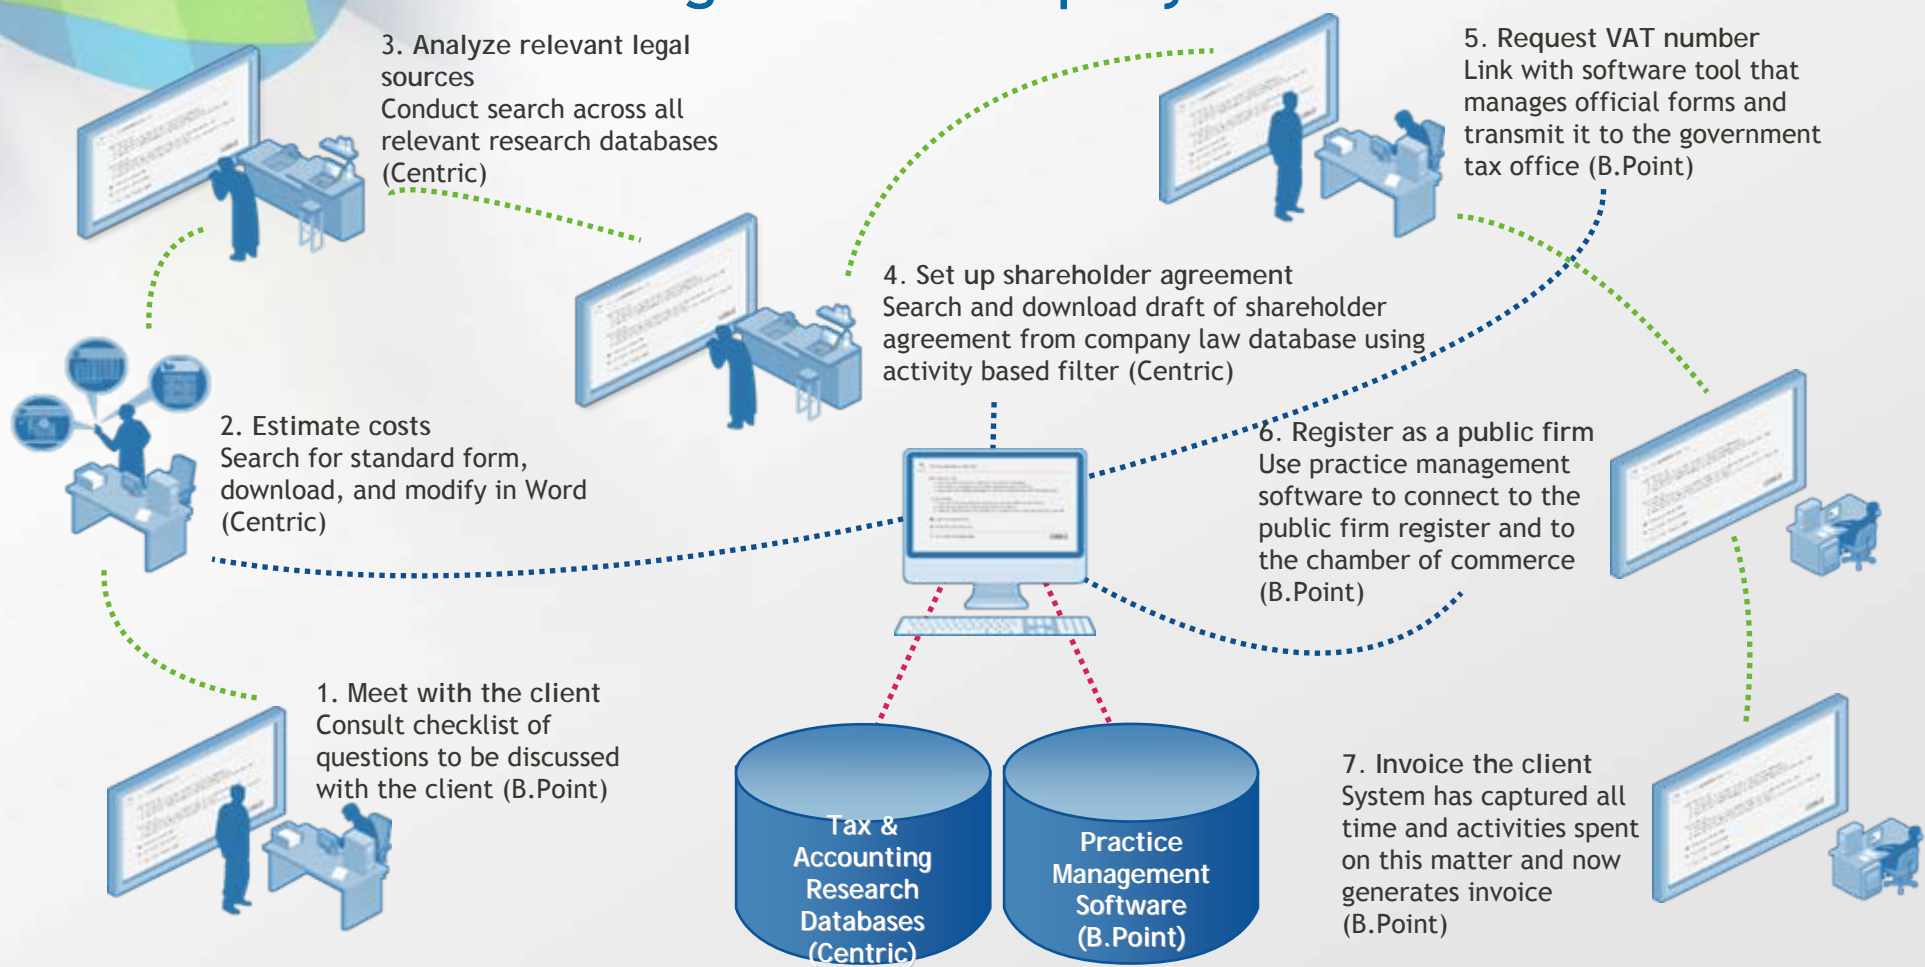 1. Meet with the client
Consult checklist of
questions to be discussed
with the client (B.Point)
2. Estimate costs
Search for standard form,
download, and modify in Word
(Centric)
3. Analyze relevant legal
sources
Conduct search across all
relevant research databases
(Centric)
4. Set up shareholder agreement
Search and download draft of shareholder
agreement from company law database using
activity based filter (Centric)
5. Request VAT number
Link with software tool that
manages official forms and
transmit it to the government
tax office (B.Point)
6. Register as a public firm
Use practice management
software to connect to the
public firm register and to
the chamber of commerce
(B.Point)
7. Invoice the client
System has captured all
time and activities spent
on this matter and now
generates invoice
(B.Point)
Tax &
Accounting
Research
Databases
(Centric)
Practice
Management
Software
(B.Point)